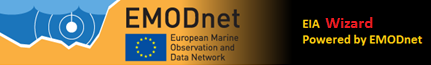 EMODnet
European Marine
Observation and
Data Network
EIA Wizard
Powered by EMODnet